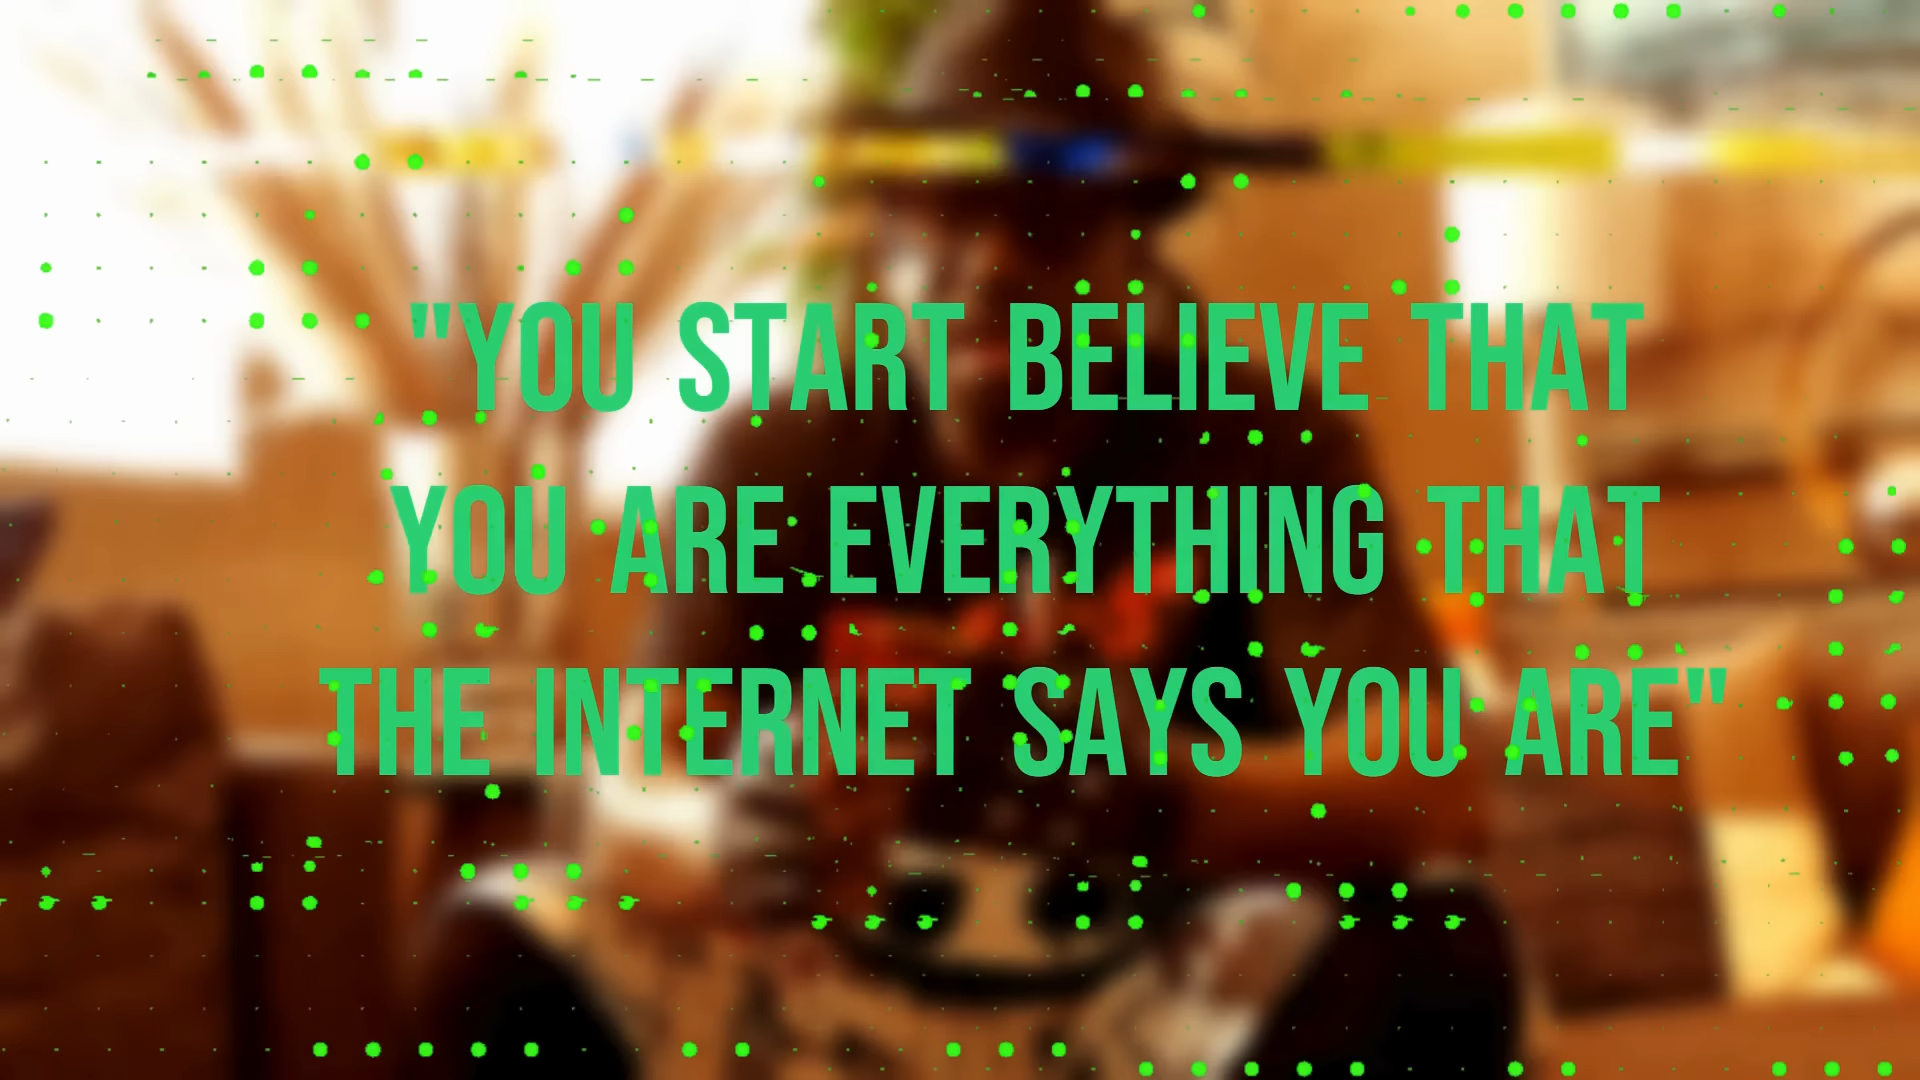 "YOU START BELIEVE THAT
YOU ARE EVERYTHING THAT
THE INTERNET SAYS YOU ARE"